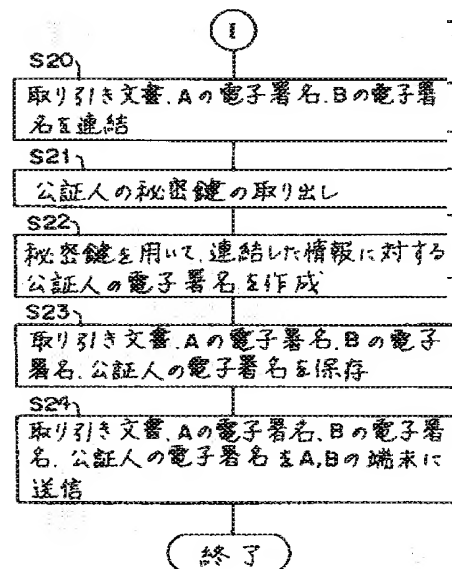 I
S20
取り引き文書、Aの電子署名、Bの電子署
名を連結
S21
公証人の秘密鍵の取り出し
S22
秘密鍵を用いて、連結した情報に対する
公証人の電子署名を作成
S23
取り引き文書、Aの電子署名、Bの電子
署名、公証人の電子署名を保存
S24
取り引き文書、Aの電子署名、Bの電子署
名、公証人の電子署名をA,Bの端末に
送信
終了